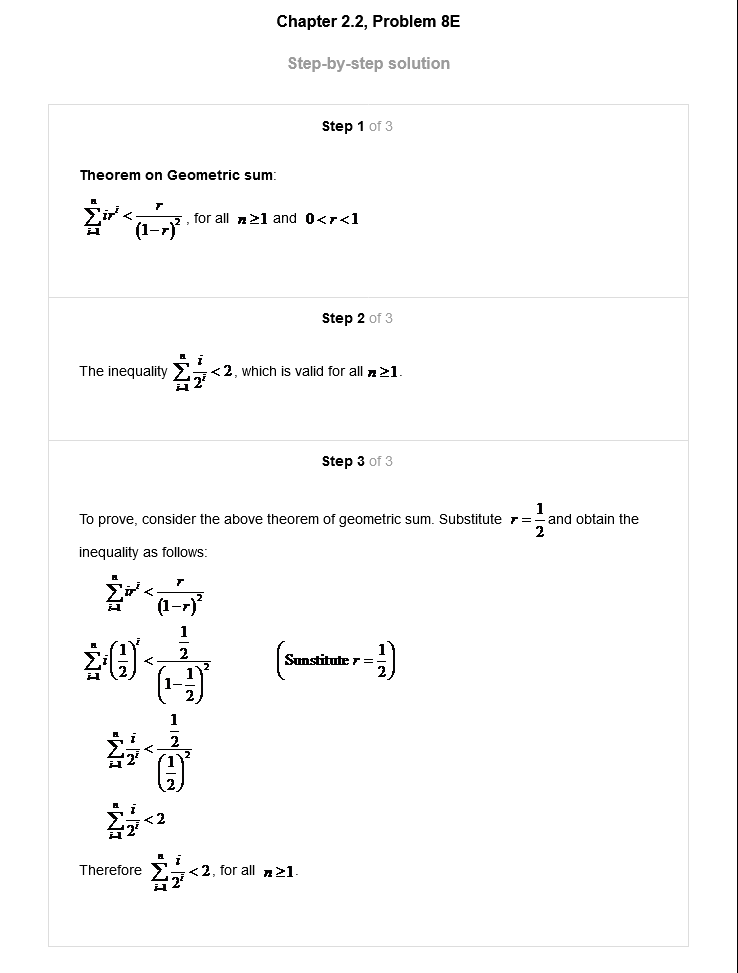 Chapter 2.2, Problem 8E
Step-by-step solution
Step 1 of 3
Theorem on Geometric sum:
\sum_{i=1}^{n} ir^i < \frac{r}{(1-r)^2}, for all n ≥ 1 and 0 < r < 1
Step 2 of 3
The inequality \sum_{i=1}^{n} \frac{i}{2^i} < 2, which is valid for all n ≥ 1.
Step 3 of 3
To prove, consider the above theorem of geometric sum. Substitute r = \frac{1}{2} and obtain the
inequality as follows:
\sum_{i=1}^{n} ir^i < \frac{r}{(1-r)^2}
\sum_{i=1}^{n} i\left(\frac{1}{2}\right)^i < \frac{\frac{1}{2}}{\left(1-\frac{1}{2}\right)^2} \left(Sunstitute r = \frac{1}{2}\right)
\sum_{i=1}^{n} \frac{i}{2^i} < \frac{\frac{1}{2}}{\left(\frac{1}{2}\right)^2}
\sum_{i=1}^{n} \frac{i}{2^i} < 2
Therefore \sum_{i=1}^{n} \frac{i}{2^i} < 2, for all n ≥ 1.